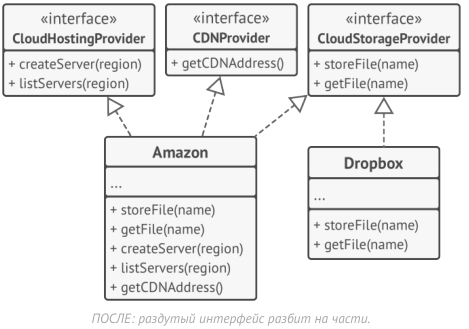 «interface»
CloudHostingProvider
+ createServer(region)
+ listServers(region)
«interface»
CDNProvider
+ getCDNAddress()
«interface»
CloudStorageProvider
+ storeFile(name)
+ getFile(name)
Amazon
...
+ storeFile(name)
+ getFile(name)
+ createServer(region)
+ listServers(region)
+ getCDNAddress()
Dropbox
...
+ storeFile(name)
+ getFile(name)
ПОСЛЕ: раздутый интерфейс разбит на части.